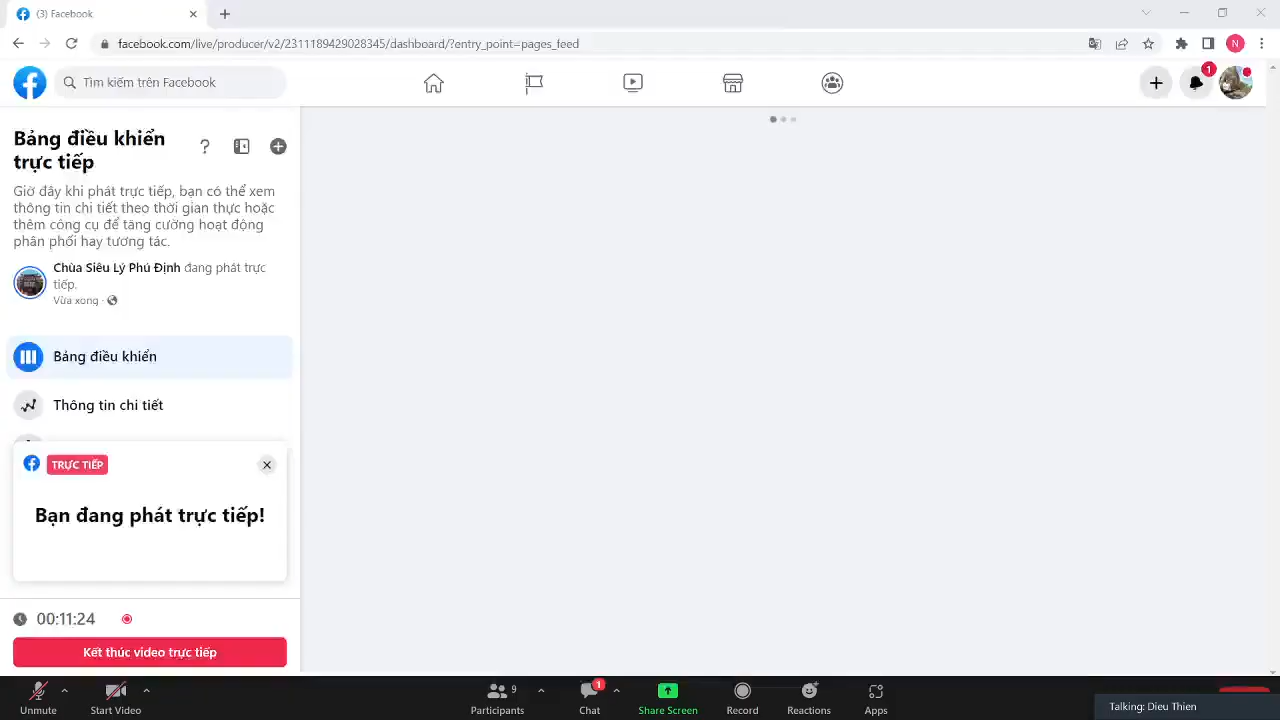 (3) Facebook
facebook.com/live/producer/v2/2311189429028345/dashboard/?entry_point=pages_feed
N
Tìm kiếm trên Facebook
1
Bảng điều khiển
trực tiếp
Giờ đây khi phát trực tiếp, bạn có thể xem
thông tin chi tiết theo thời gian thực hoặc
thêm công cụ để tăng cường hoạt động
phân phối hay tương tác.
Chùa Siêu Lý Phú Định đang phát trực
tiếp.
Vừa xong ·
Bảng điều khiển
Thông tin chi tiết
TRỰC TIẾP
Bạn đang phát trực tiếp!
00:11:24
Kết thúc video trực tiếp
Unmute
Start Video
9
Participants
1
Chat
Share Screen
Record
Reactions
Apps
Talking: Dieu Thien